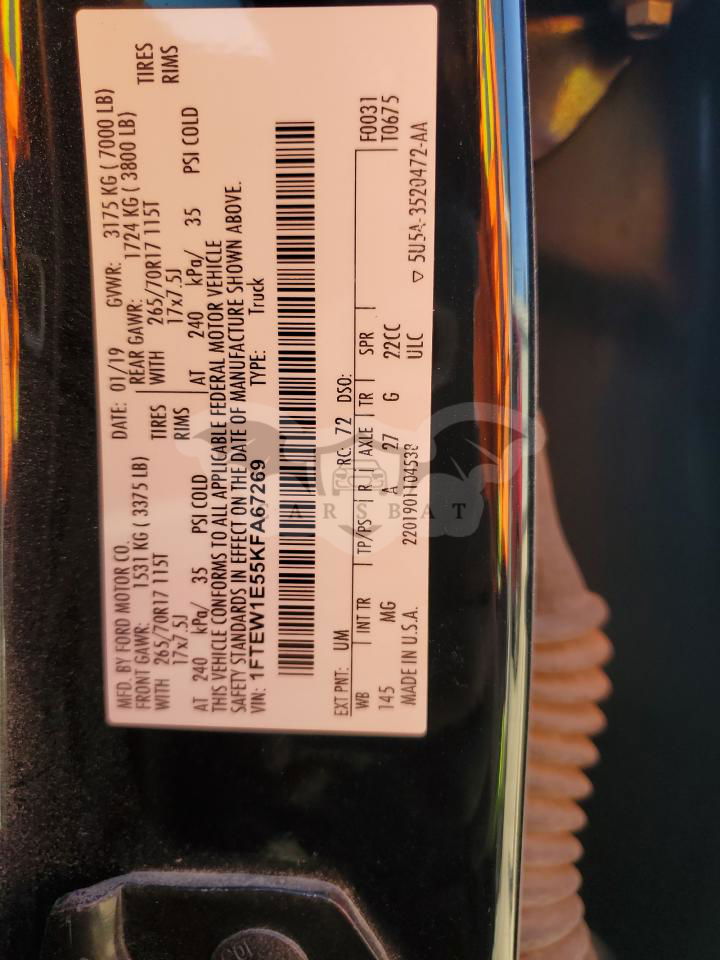 MFD. BY FORD MOTOR CO. DATE: 01/19 GVWR: 3175 KG ( 7000 LB)
FRONT GAWR: 1531 KG ( 3375 LB) REAR GAWR: 1724 KG ( 3800 LB)
WITH 265/70R17 115T TIRES WITH 265/70R17 115T TIRES
17x7.5J RIMS 17x7.5J RIMS
AT 240 kPa/ 35 PSI COLD AT 240 kPa/ 35 PSI COLD
THIS VEHICLE CONFORMS TO ALL APPLICABLE FEDERAL MOTOR VEHICLE
SAFETY STANDARDS IN EFFECT ON THE DATE OF MANUFACTURE SHOWN ABOVE.
VIN: 1FTEW1E55KFA67269 TYPE: Truck
EXT PNT: UM RC: 72 DSO: F0031
WB INT TR TP/PS R AXLE TR SPR T0675
145 MG A 27 G 22CC
ULC
MADE IN U.S.A. 2201901104538 ▽ 5U5A-3520472-AA
CARSBAT